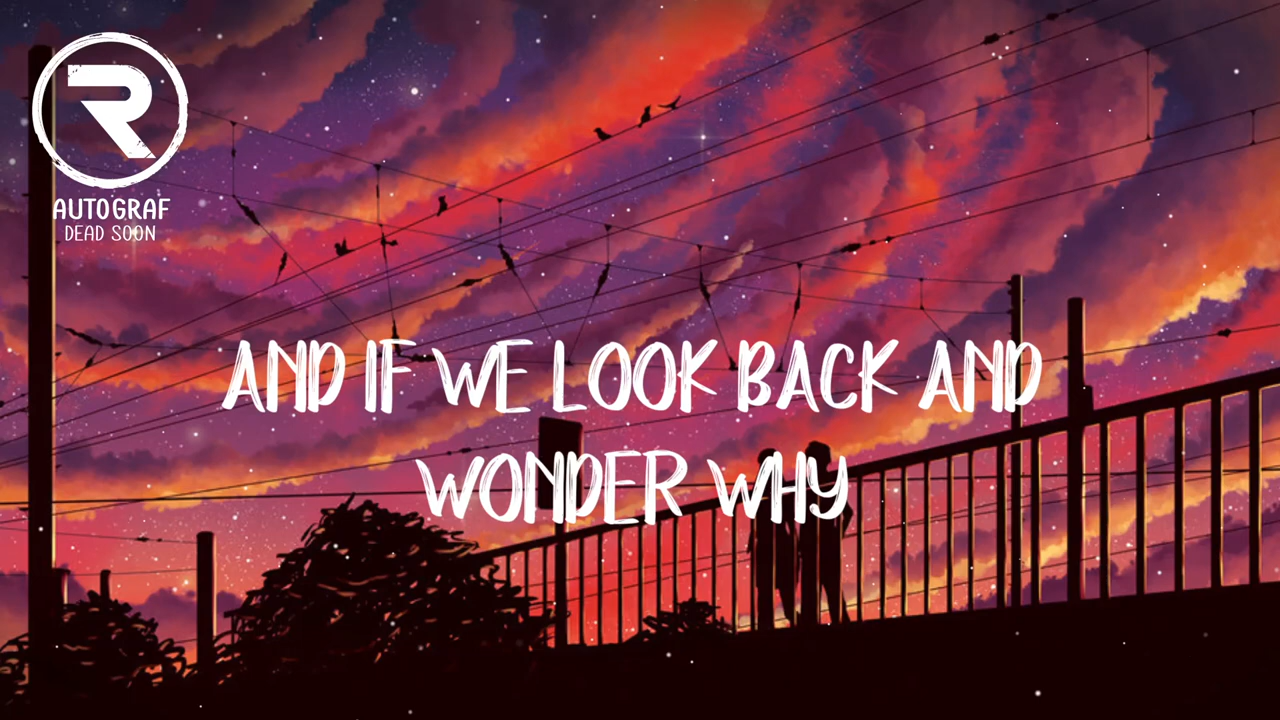 R
AUTOGRAF
DEAD SOON
AND IF WE LOOK BACK AND
WONDER WHY